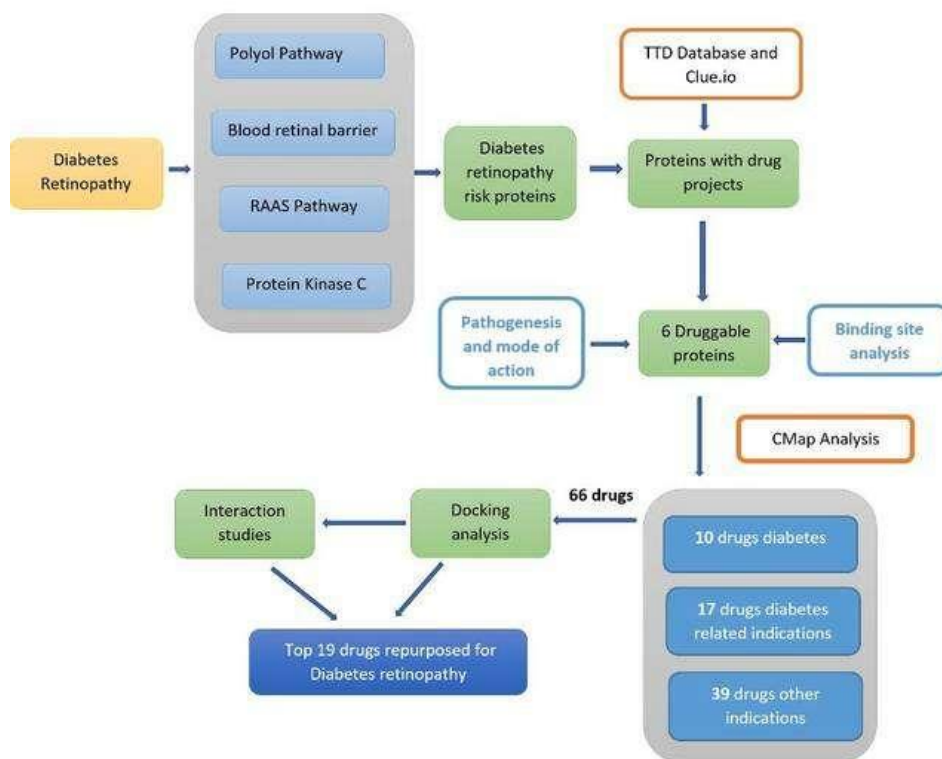 Polyol Pathway
Blood retinal barrier
RAAS Pathway
Protein Kinase C
Diabetes
Retinopathy
Diabetes
retinopathy
risk proteins
TTD Database and
Clue.io
Proteins with drug
projects
Pathogenesis
and mode of
action
6 Druggable
proteins
Binding site
analysis
CMap Analysis
66 drugs
Interaction
studies
Docking
analysis
10 drugs diabetes
17 drugs diabetes
related indications
39 drugs other
indications
Top 19 drugs repurposed for
Diabetes retinopathy